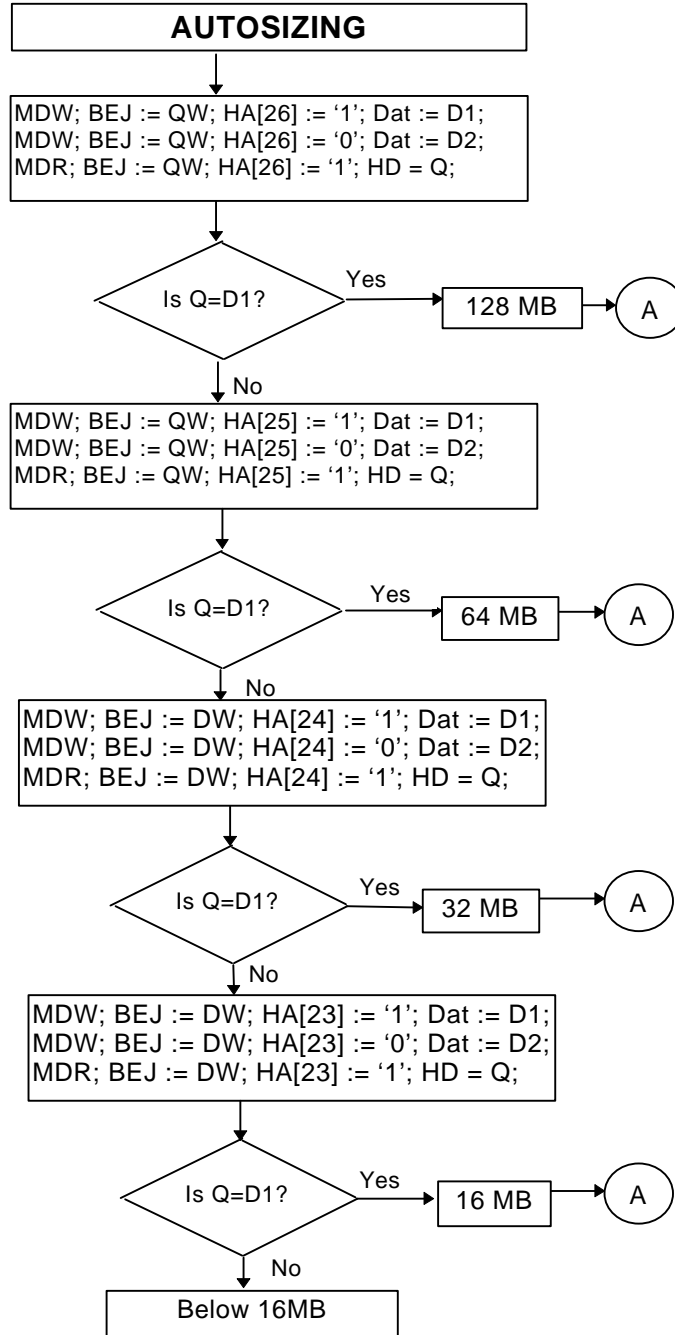 AUTOSIZING
MDW; BEJ := QW; HA[26] := ‘1’; Dat := D1;
MDW; BEJ := QW; HA[26] := ‘0’; Dat := D2;
MDR; BEJ := QW; HA[26] := ‘1’; HD = Q;
Is Q=D1?
Yes
128 MB
A
No
MDW; BEJ := QW; HA[25] := ‘1’; Dat := D1;
MDW; BEJ := QW; HA[25] := ‘0’; Dat := D2;
MDR; BEJ := QW; HA[25] := ‘1’; HD = Q;
Is Q=D1?
Yes
64 MB
A
No
MDW; BEJ := DW; HA[24] := ‘1’; Dat := D1;
MDW; BEJ := DW; HA[24] := ‘0’; Dat := D2;
MDR; BEJ := DW; HA[24] := ‘1’; HD = Q;
Is Q=D1?
Yes
32 MB
A
No
MDW; BEJ := DW; HA[23] := ‘1’; Dat := D1;
MDW; BEJ := DW; HA[23] := ‘0’; Dat := D2;
MDR; BEJ := DW; HA[23] := ‘1’; HD = Q;
Is Q=D1?
Yes
16 MB
A
No
Below 16MB